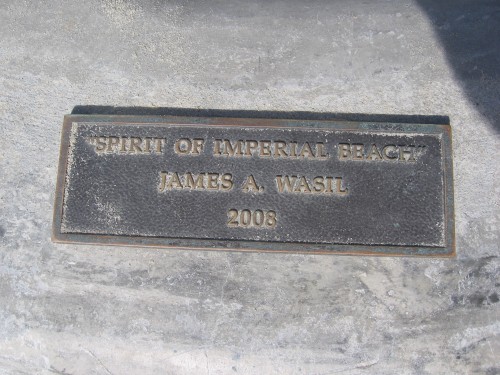 "SPIRIT OF IMPERIAL BEACH"
JAMES A. WASIL
2008